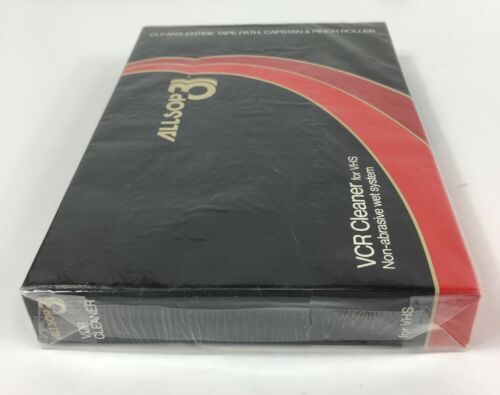 CLEANS ENTIRE TAPE PATH, CAPSTAN & PINCH ROLLER
ALLSOP 3
VCR Cleaner for VHS
Non-abrasive wet system
ALLSOP 3
VCR
CLEANER
for VHS